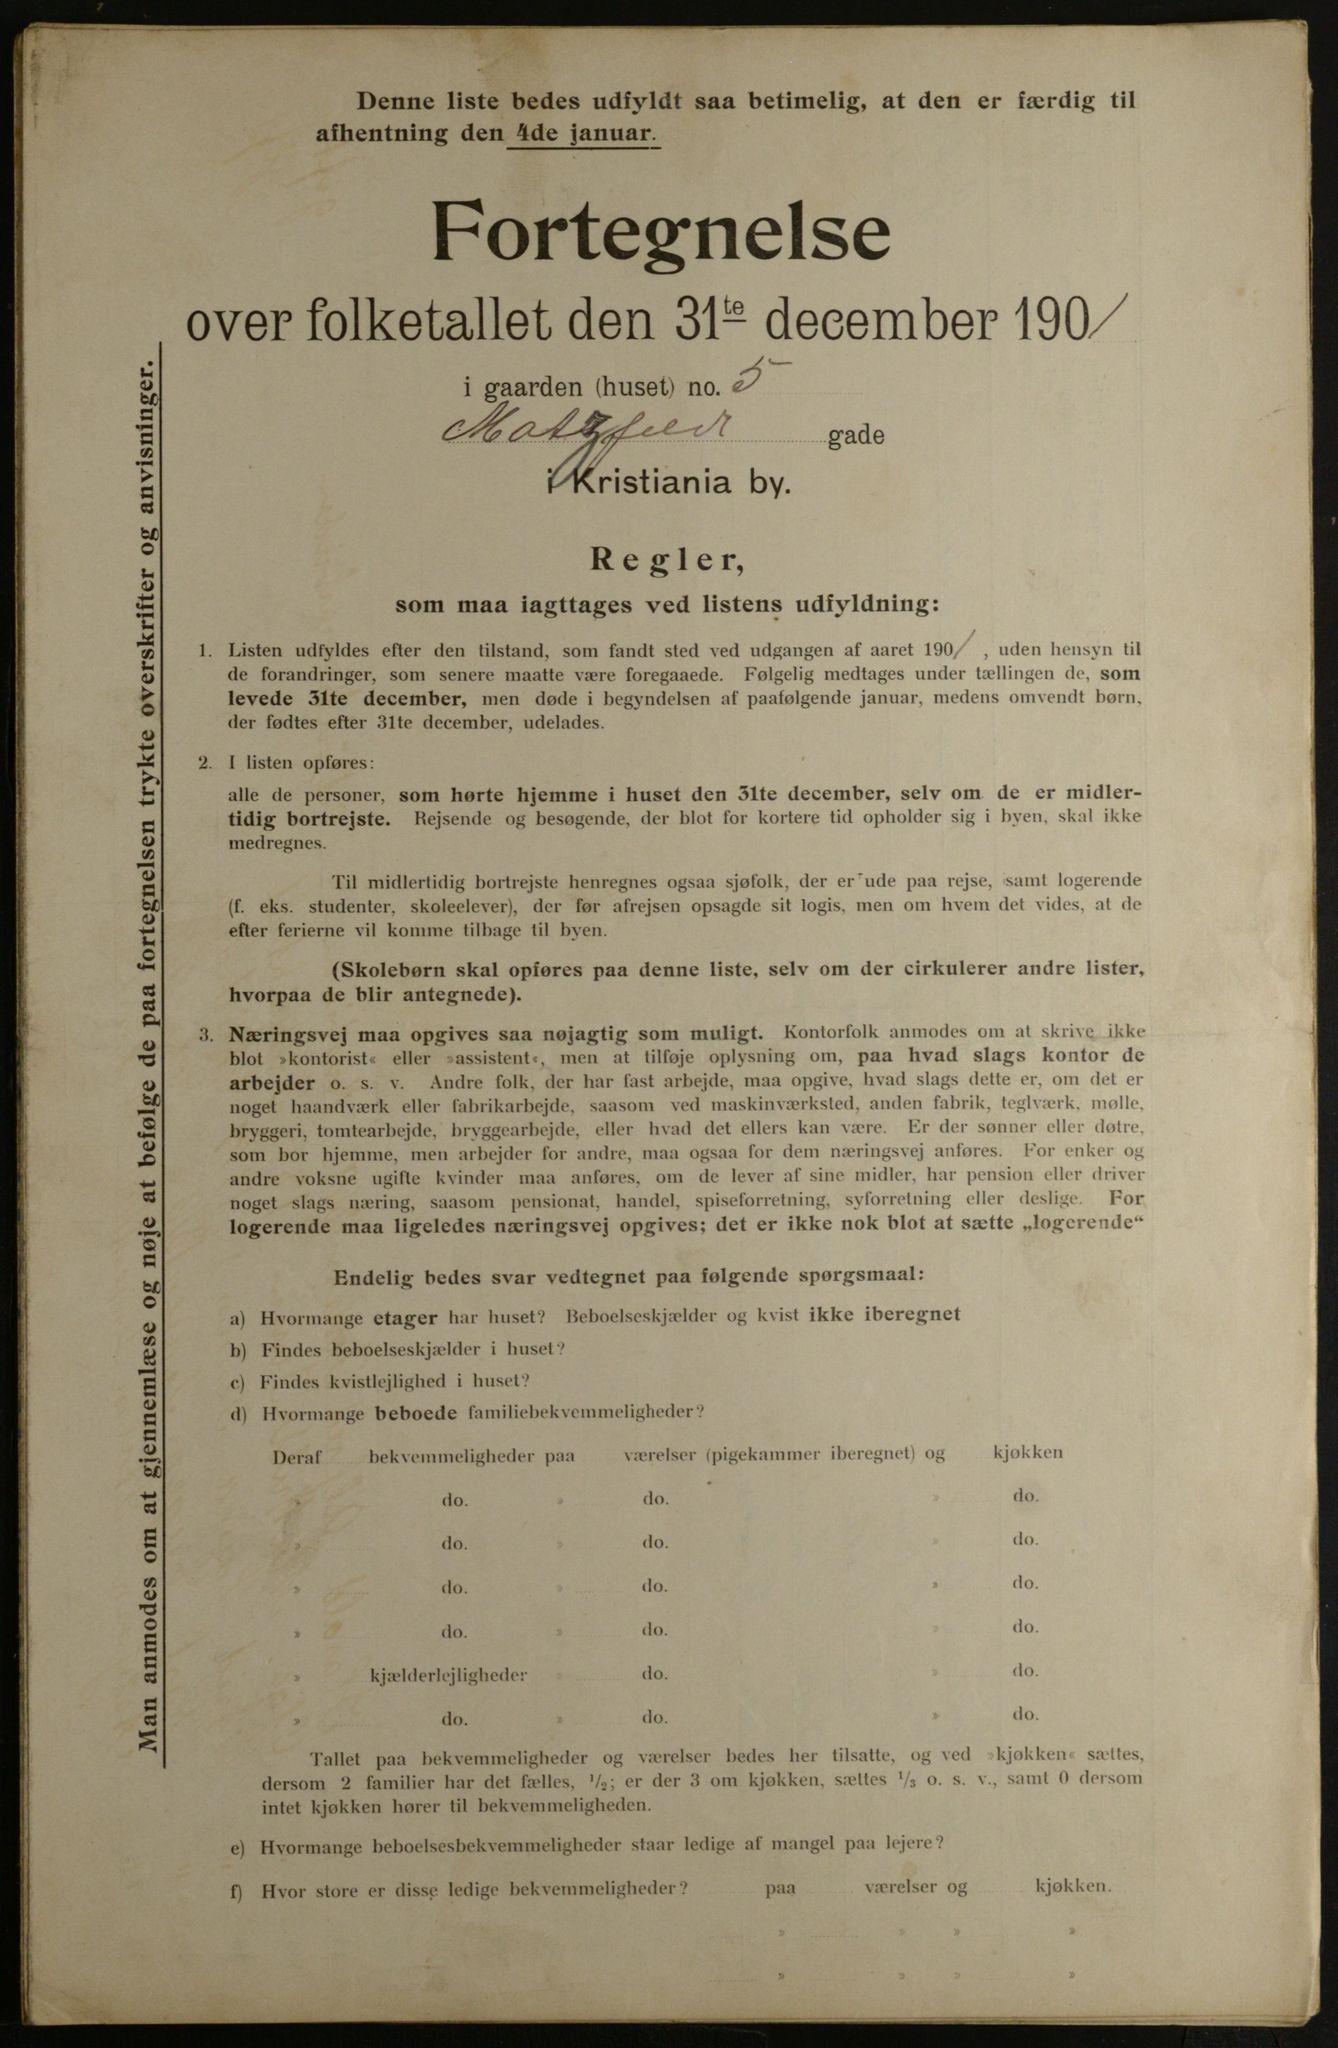 Denne liste bedes udfyldt saa betimelig, at den er færdig til
afhentning den 4de januar.
Fortegnelse
over folketallet den 31te december 1901
i gaarden (huset) no. 5
Motzfeldt gade
i Kristiania by.
Regler,
som maa iagttages ved listens udfyldning:
1. Listen udfyldes efter den tilstand, som fandt sted ved udgangen af aaret 1901, uden hensyn til
de forandringer, som senere maatte være foregaaede. Følgelig medtages under tællingen de, som
levede 31te december, men døde i begyndelsen af paafølgende januar, medens omvendt børn,
der fødtes efter 31te december, udelades.
2. I listen opføres:
alle de personer, som hørte hjemme i huset den 31te december, selv om de er midler-
tidig bortrejste. Rejsende og besøgende, der blot for kortere tid opholder sig i byen, skal ikke
medregnes.
Til midlertidig bortrejste henregnes ogsaa sjøfolk, der er ude paa rejse, samt logerende
(f. eks. studenter, skoleelever), der før afrejsen opsagde sit logis, men om hvem det vides, at de
efter ferierne vil komme tilbage til byen.
(Skolebørn skal opføres paa denne liste, selv om der cirkulerer andre lister,
hvorpaa de blir antegnede).
3. Næringsvej maa opgives saa nøjagtig som muligt. Kontorfolk anmodes om at skrive ikke
blot »kontorist« eller »assistent«, men at tilføje oplysning om, paa hvad slags kontor de
arbejder o. s. v. Andre folk, der har fast arbejde, maa opgive, hvad slags dette er, om det er
noget haandværk eller fabrikarbejde, saasom ved maskinværksted, anden fabrik, teglværk, mølle,
bryggeri, tomtearbejde, bryggearbejde, eller hvad det ellers kan være. Er der sønner eller døtre,
som bor hjemme, men arbejder for andre, maa ogsaa for dem næringsvej anføres. For enker og
andre voksne ugifte kvinder maa anføres, om de lever af sine midler, har pension eller driver
noget slags næring, saasom pensionat, handel, spiseforretning, syforretning eller deslige. For
logerende maa ligeledes næringsvej opgives; det er ikke nok blot at sætte „logerende“
Endelig bedes svar vedtegnet paa følgende spørgsmaal:
a) Hvormange etager har huset? Beboelseskjælder og kvist ikke iberegnet
b) Findes beboelseskjælder i huset?
c) Findes kvistlejlighed i huset?
d) Hvormange beboede familiebekvemmeligheder?
Deraf bekvemmeligheder paa værelser (pigekammer iberegnet) og kjøkken
» do. » do. » do.
» do. » do. » do.
» do. » do. » do.
» do. » do. » do.
» kjælderlejligheder do. » do.
» do. » do. » do.
Tallet paa bekvemmeligheder og værelser bedes her tilsatte, og ved »kjøkken« sættes,
dersom 2 familier har det fælles, 1/2; er der 3 om kjøkken, sættes 1/3 o. s. v., samt 0 dersom
intet kjøkken hører til bekvemmeligheden.
e) Hvormange beboelsesbekvemmeligheder staar ledige af mangel paa lejere?
f) Hvor store er disse ledige bekvemmeligheder? paa værelser og kjøkken.
» » » »
» » » »
Man anmodes om at gjennemlæse og nøje at befølge de paa fortegnelsen trykte overskrifter og anvisninger.